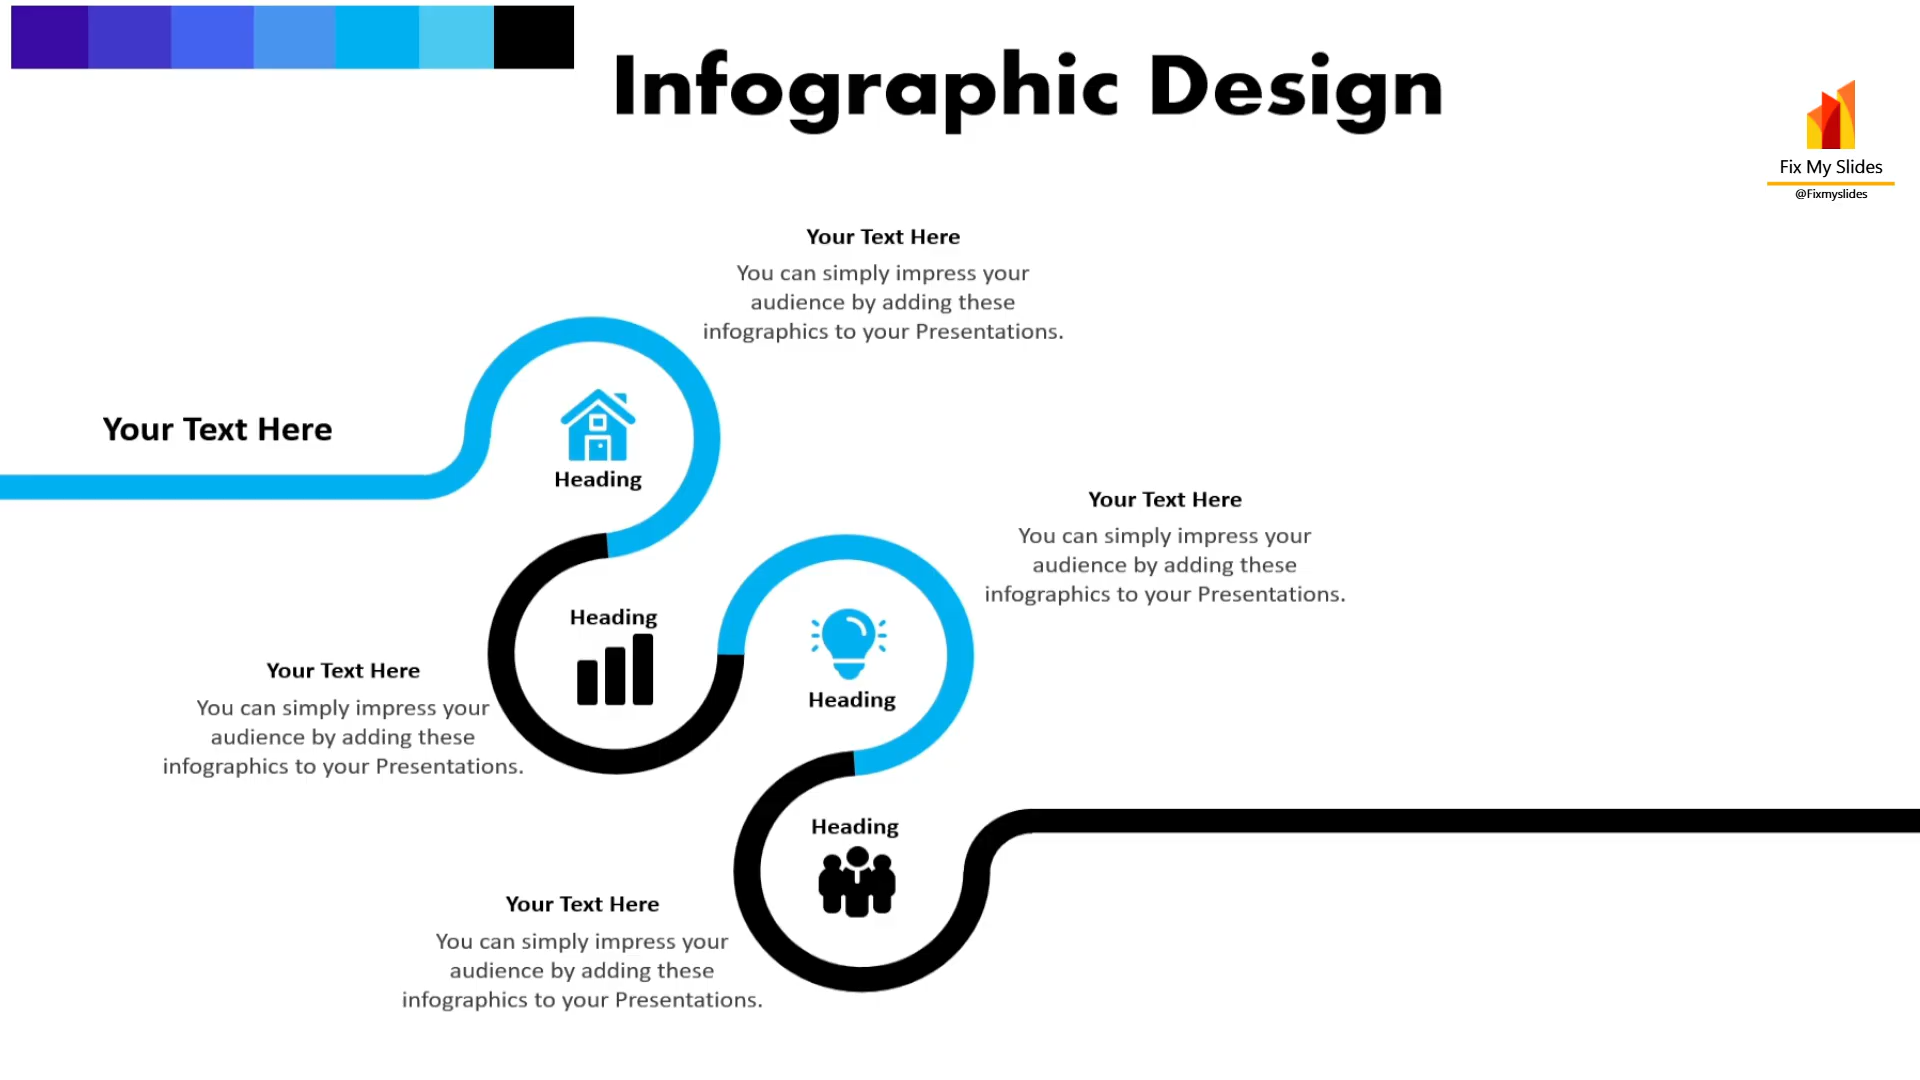 Infographic Design
Fix My Slides
@Fixmyslides
Your Text Here
You can simply impress your
audience by adding these
infographics to your Presentations.
Your Text Here
Heading
Your Text Here
You can simply impress your
audience by adding these
infographics to your Presentations.
Heading
Your Text Here
You can simply impress your
audience by adding these
infographics to your Presentations.
Heading
Heading
Your Text Here
You can simply impress your
audience by adding these
infographics to your Presentations.